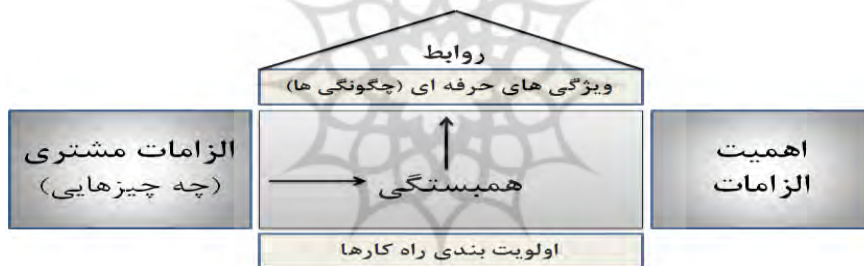 روابط
ویژگی های حرفه ای (چگونگی ها)
الزامات مشتری
(چه چیزهایی)
همبستگی
اهمیت
الزامات
اولویت بندی راه کارها